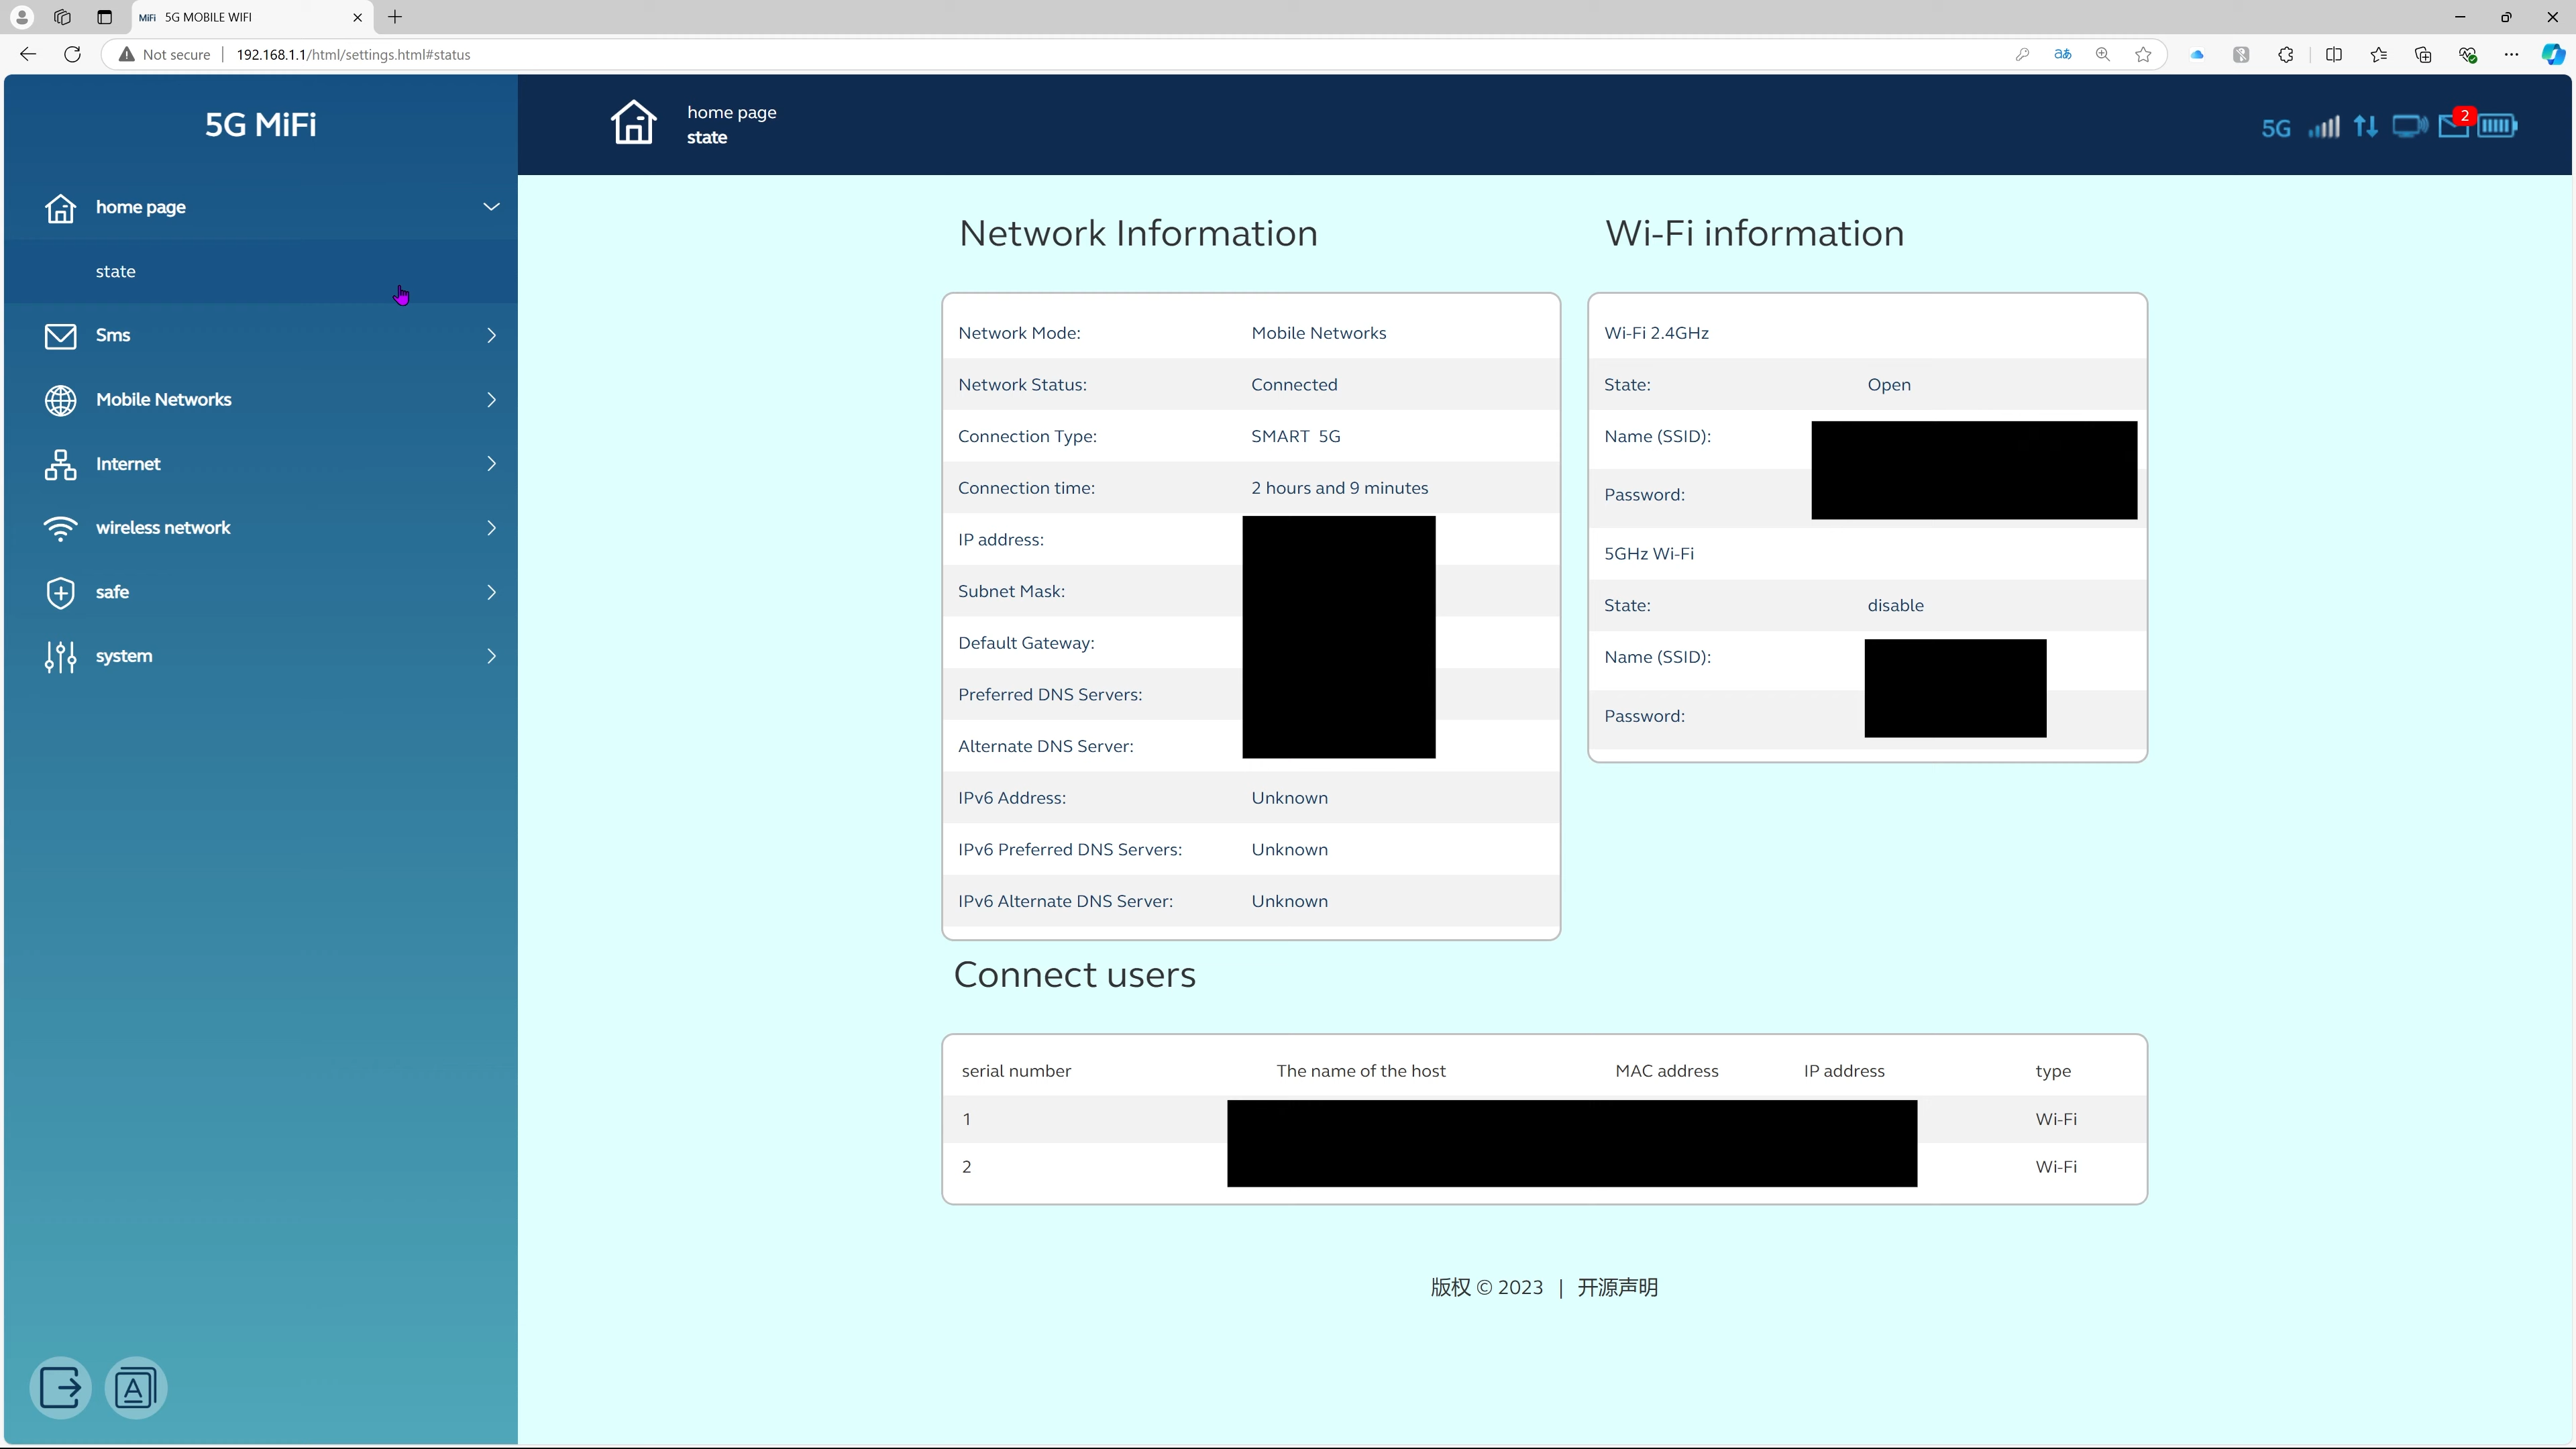 MiFi 5G MOBILE WIFI
Not secure 192.168.1.1/html/settings.html#status
aあ
5G MiFi
home page
state
Sms
Mobile Networks
Internet
wireless network
safe
system
A
home page
state
5G
2
Network Information
Network Mode: Mobile Networks
Network Status: Connected
Connection Type: SMART 5G
Connection time: 2 hours and 9 minutes
IP address:
Subnet Mask:
Default Gateway:
Preferred DNS Servers:
Alternate DNS Server:
IPv6 Address: Unknown
IPv6 Preferred DNS Servers: Unknown
IPv6 Alternate DNS Server: Unknown
Wi-Fi information
Wi-Fi 2.4GHz
State: Open
Name (SSID):
Password:
5GHz Wi-Fi
State: disable
Name (SSID):
Password:
Connect users
serial number The name of the host MAC address IP address type
1 Wi-Fi
2 Wi-Fi
版权 © 2023 | 开源声明